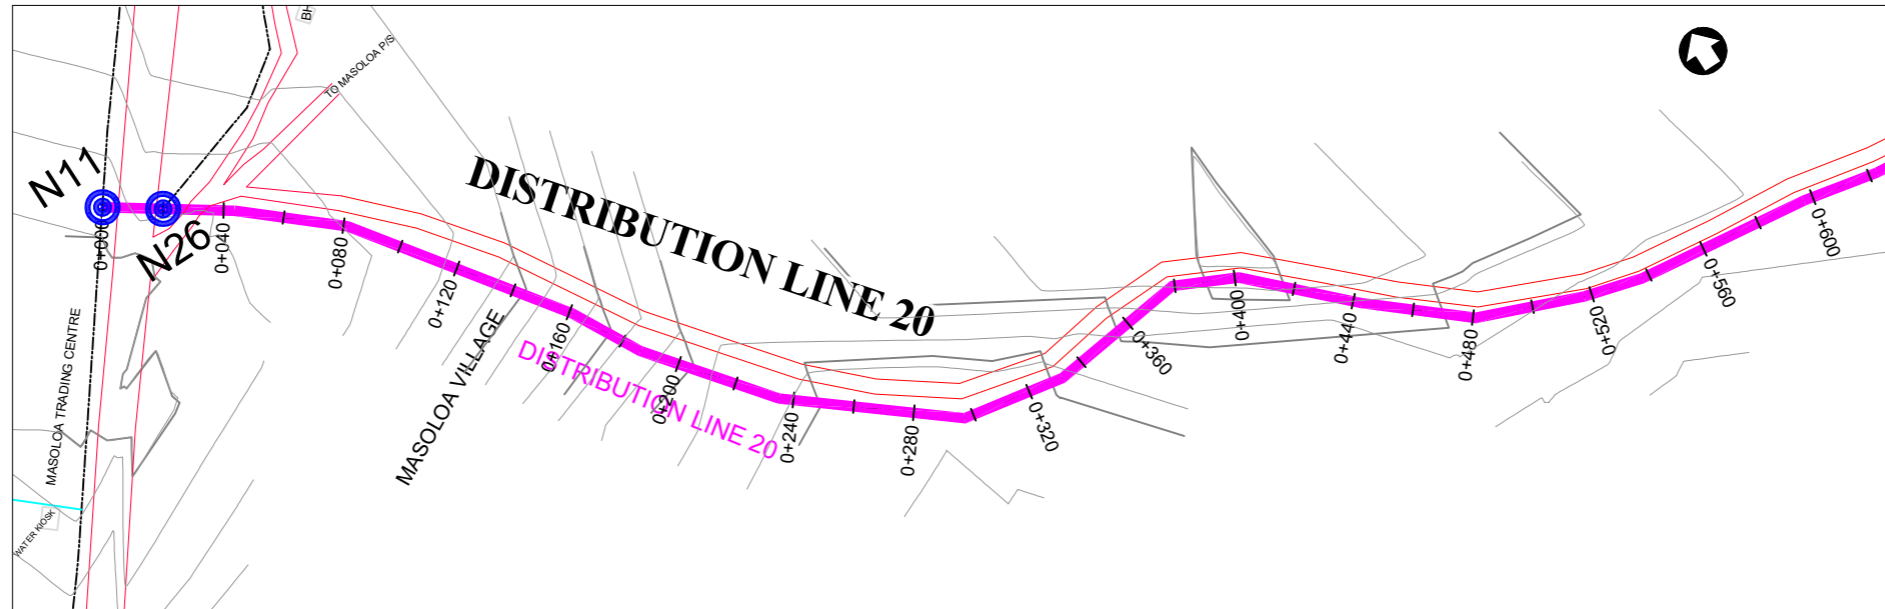 BH
TO MASOLOA P/S
N11
N26
DISTRIBUTION LINE 20
DISTRIBUTION LINE 20
MASOLOA VILLAGE
MASOLOA TRADING CENTRE
WATER KIOSK
0+000
0+040
0+080
0+120
0+160
0+200
0+240
0+280
0+320
0+360
0+400
0+440
0+480
0+520
0+560
0+600